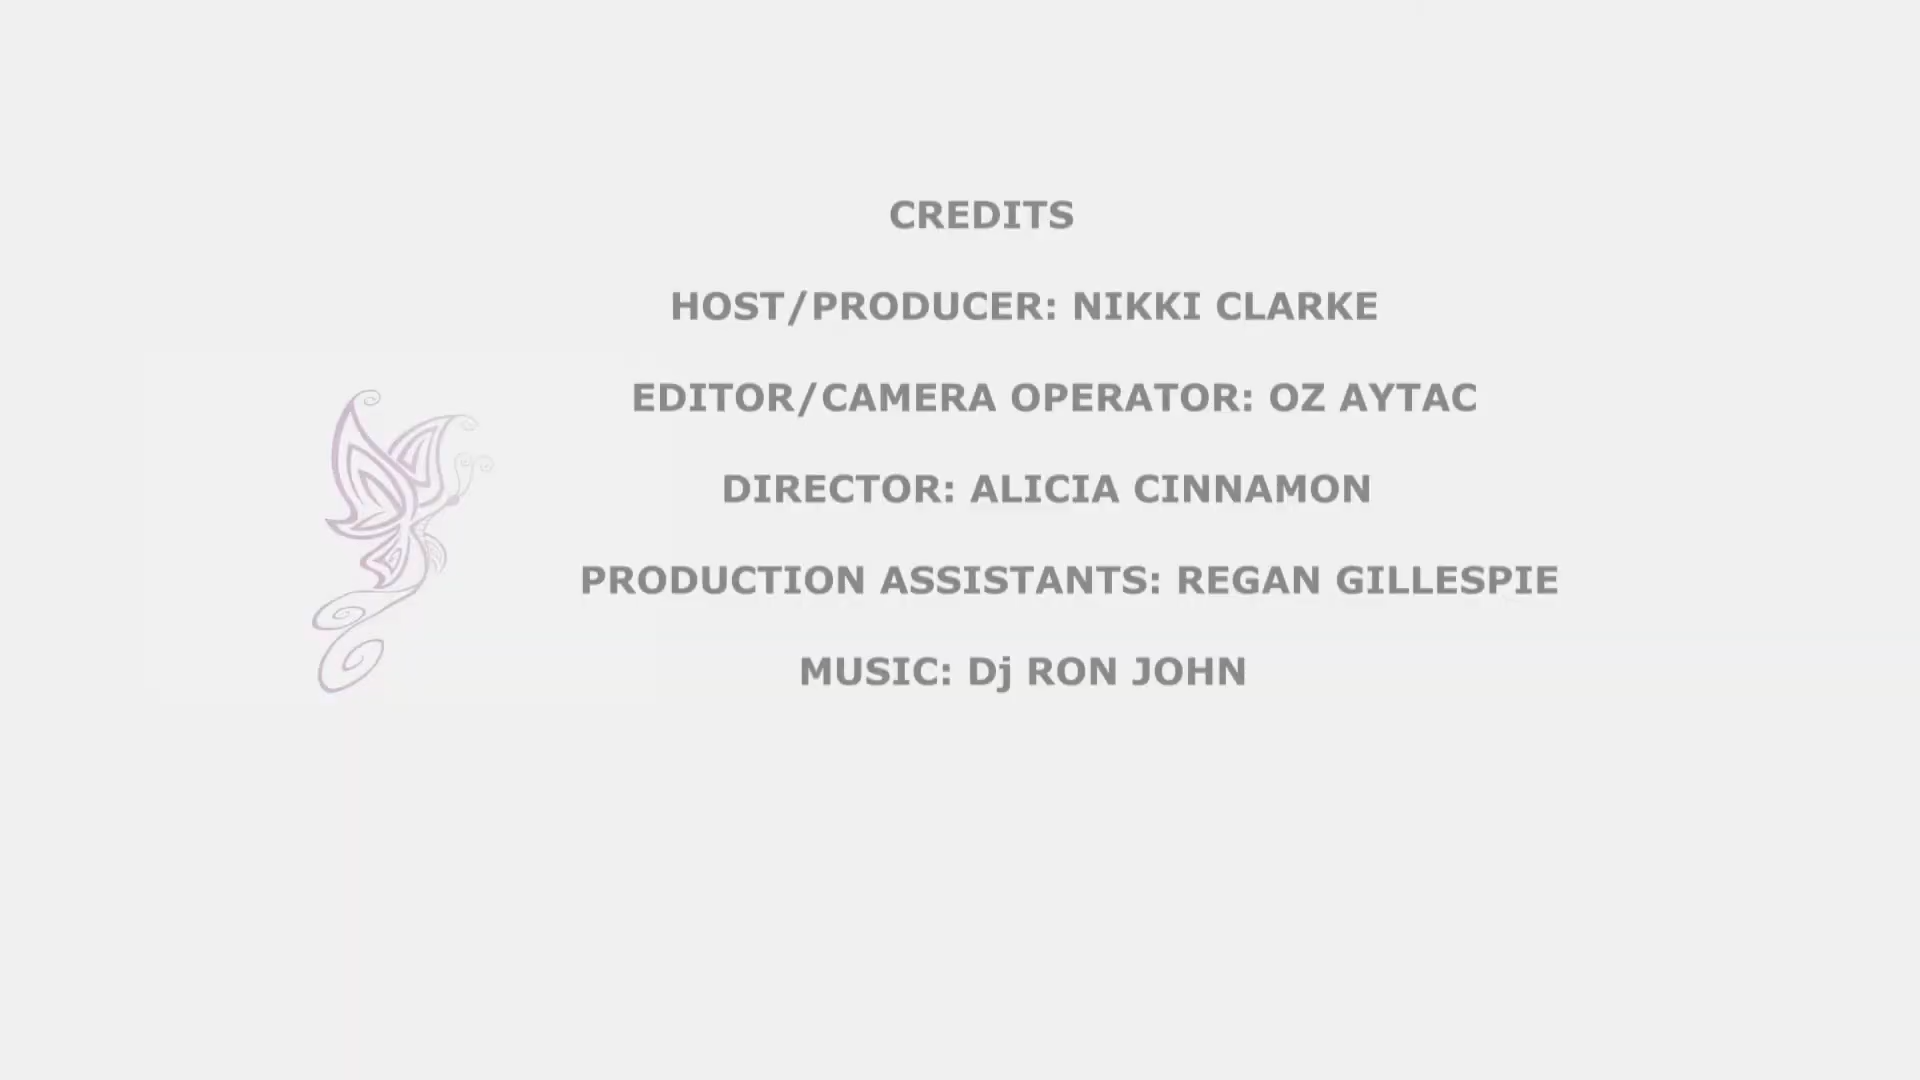 CREDITS
HOST/PRODUCER: NIKKI CLARKE
EDITOR/CAMERA OPERATOR: OZ AYTAC
DIRECTOR: ALICIA CINNAMON
PRODUCTION ASSISTANTS: REGAN GILLESPIE
MUSIC: Dj RON JOHN